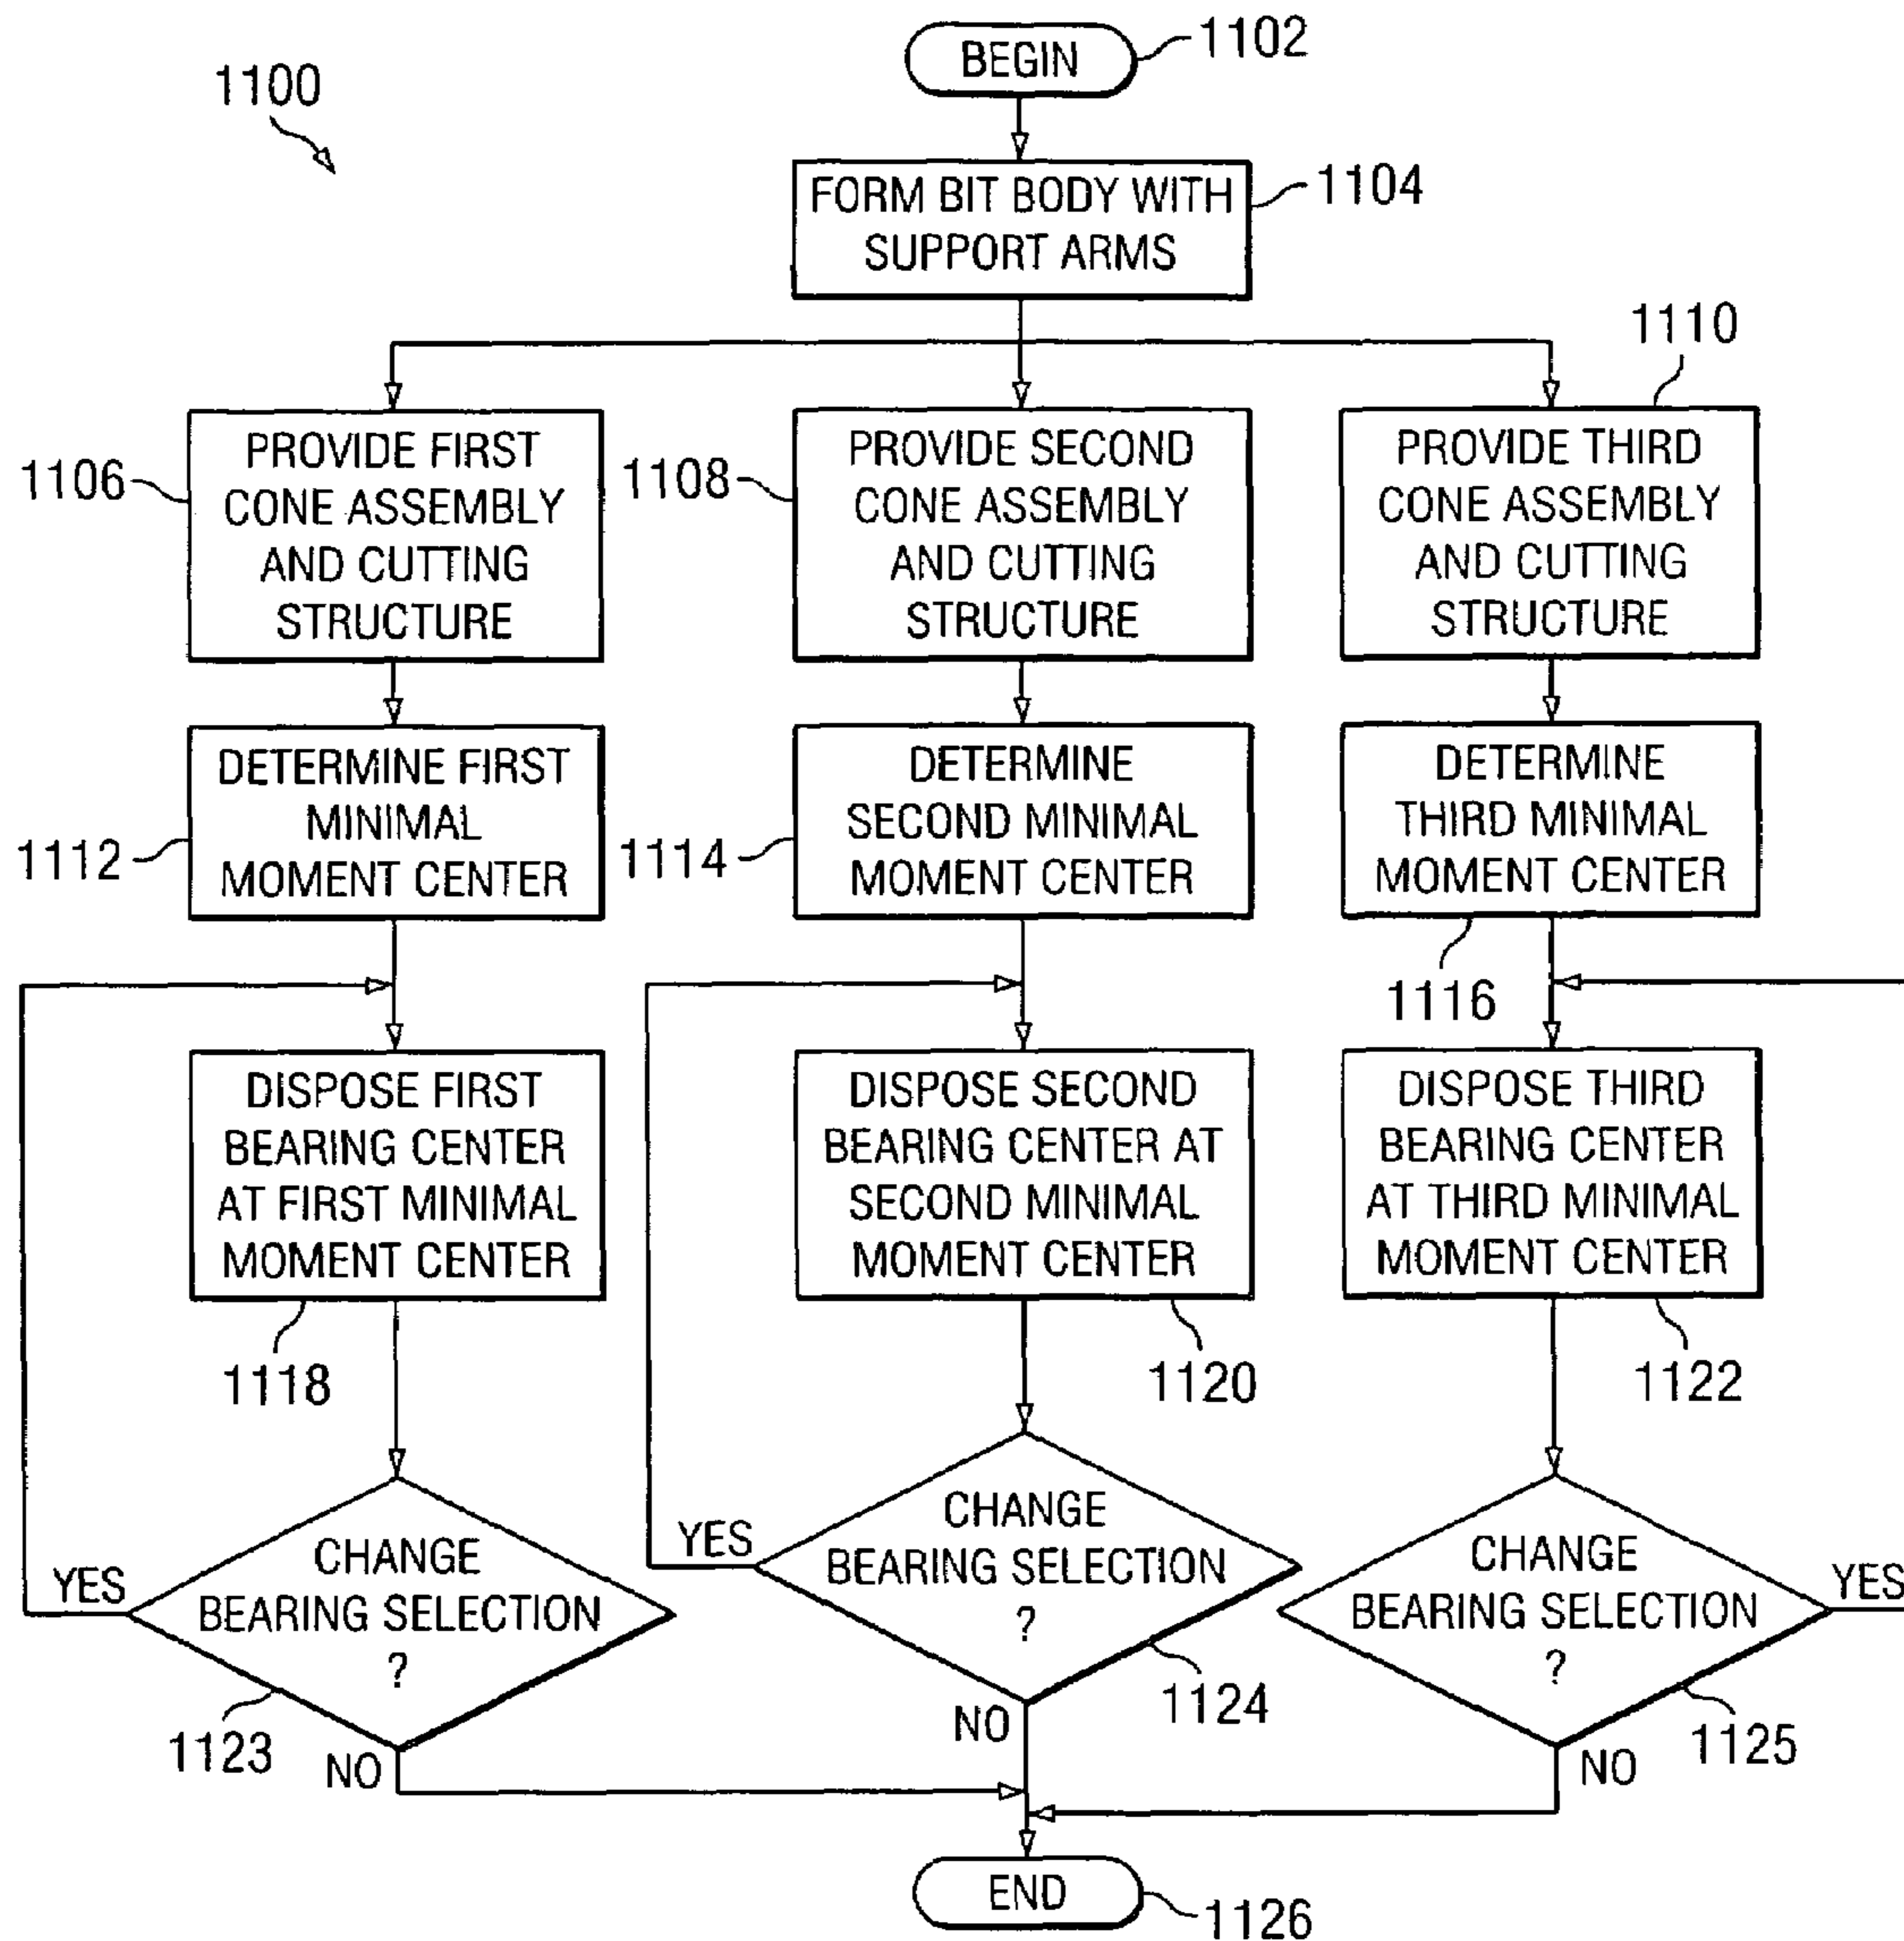 1100
BEGIN
1102
FORM BIT BODY WITH
SUPPORT ARMS
1104
1106
PROVIDE FIRST
CONE ASSEMBLY
AND CUTTING
STRUCTURE
1108
PROVIDE SECOND
CONE ASSEMBLY
AND CUTTING
STRUCTURE
1110
PROVIDE THIRD
CONE ASSEMBLY
AND CUTTING
STRUCTURE
1112
DETERMINE FIRST
MINIMAL
MOMENT CENTER
1114
DETERMINE
SECOND MINIMAL
MOMENT CENTER
DETERMINE
THIRD MINIMAL
MOMENT CENTER
1116
DISPOSE FIRST
BEARING CENTER
AT FIRST MINIMAL
MOMENT CENTER
1118
DISPOSE SECOND
BEARING CENTER AT
SECOND MINIMAL
MOMENT CENTER
1120
DISPOSE THIRD
BEARING CENTER
AT THIRD MINIMAL
MOMENT CENTER
1122
YES
CHANGE
BEARING SELECTION
?
1123
NO
YES
CHANGE
BEARING SELECTION
?
1124
NO
CHANGE
BEARING SELECTION
?
YES
1125
NO
END
1126